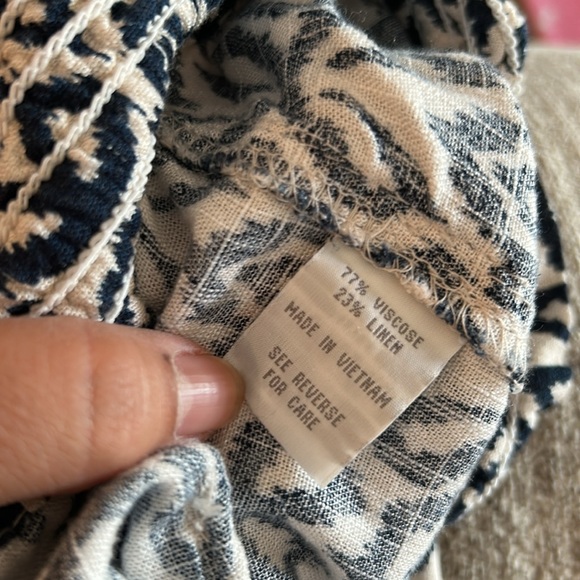 77% VISCOSE
23% LINEN
MADE IN VIETNAM
SEE REVERSE
FOR CARE